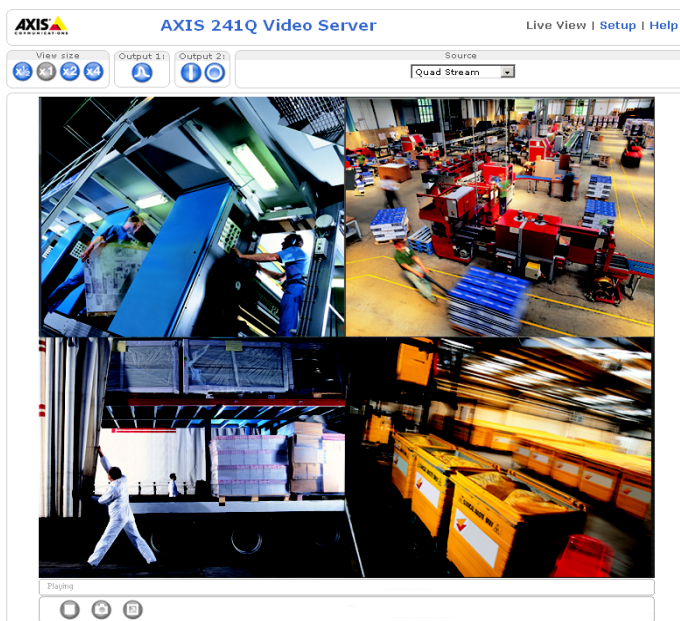 AXIS
COMMUNICATIONS
AXIS 241Q Video Server
Live View | Setup | Help
View size
x½ x1 x2 x4
Output 1:
Output 2:
Source
Quad Stream
Playing